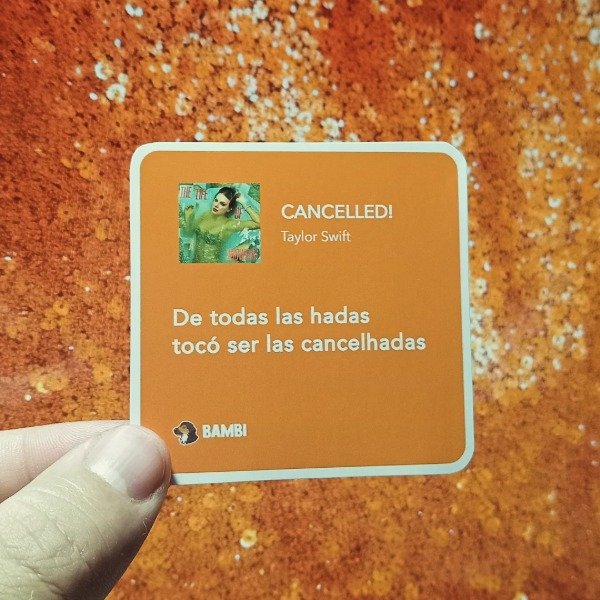 THE LIFE
CANCELLED!
Taylor Swift
De todas las hadas
tocó ser las cancelhadas
BAMBI